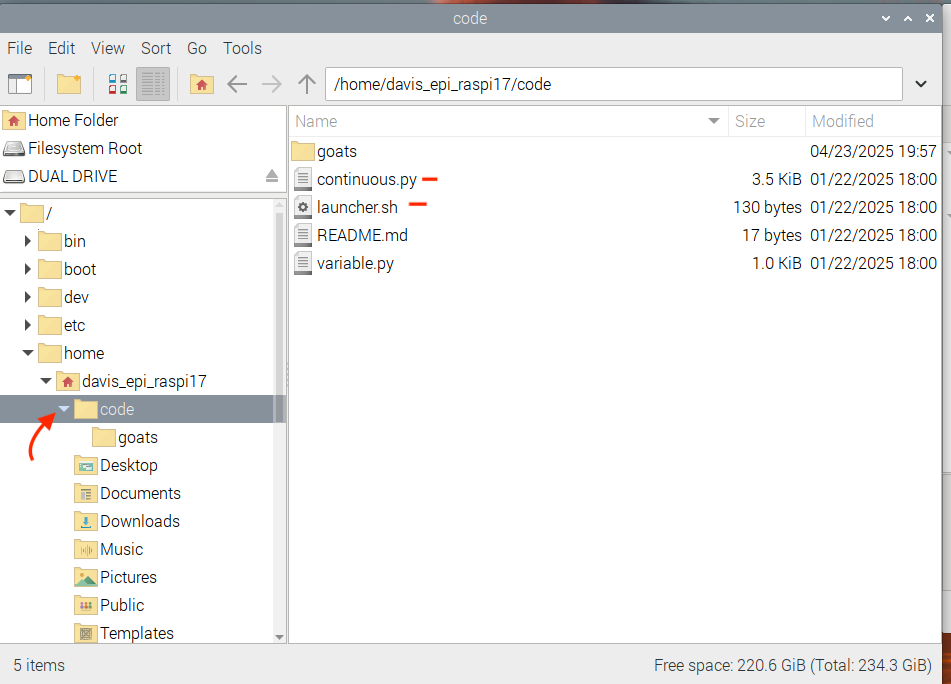 code
File Edit View Sort Go Tools
/home/davis_epi_raspi17/code
Home Folder
Filesystem Root
DUAL DRIVE
/
bin
boot
dev
etc
home
davis_epi_raspi17
code
goats
Desktop
Documents
Downloads
Music
Pictures
Public
Templates
Name Size Modified
goats 04/23/2025 19:57
continuous.py 3.5 KiB 01/22/2025 18:00
launcher.sh 130 bytes 01/22/2025 18:00
README.md 17 bytes 01/22/2025 18:00
variable.py 1.0 KiB 01/22/2025 18:00
5 items Free space: 220.6 GiB (Total: 234.3 GiB)